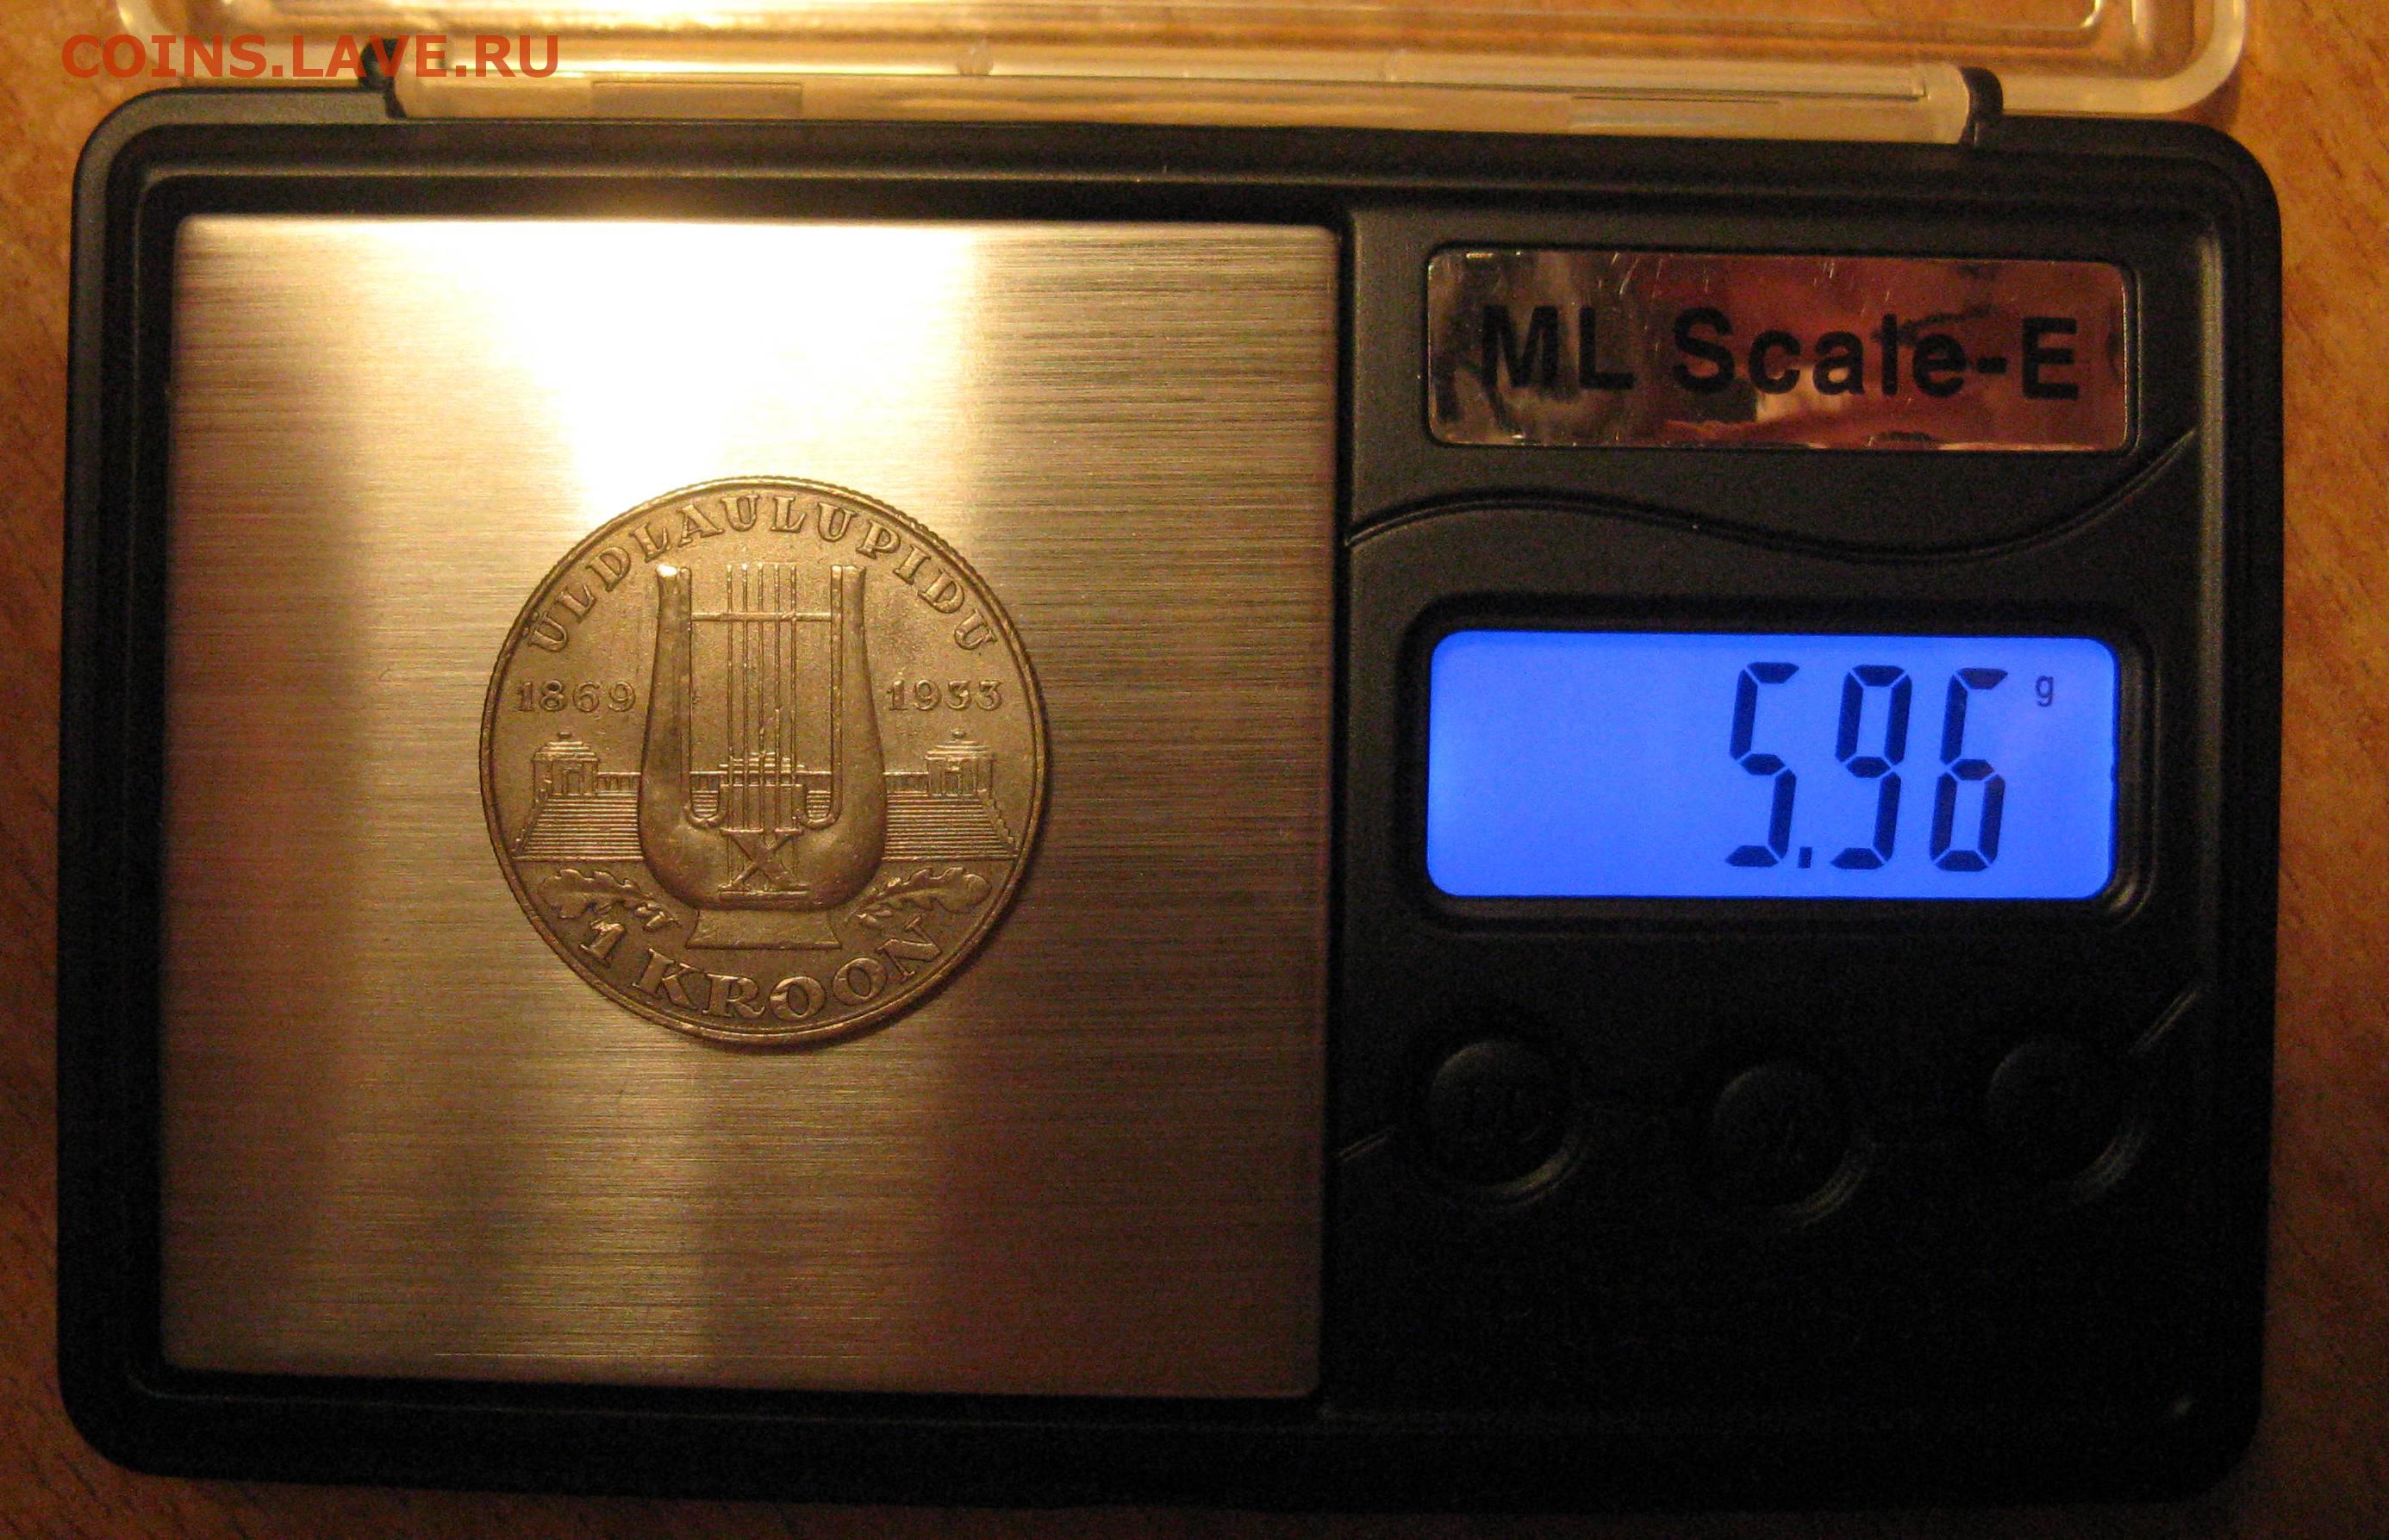 COINS.LAVE.RU
ML Scale-E
ÜLDLAULUPIDU
1869 1933
1 KROON
5.96 g